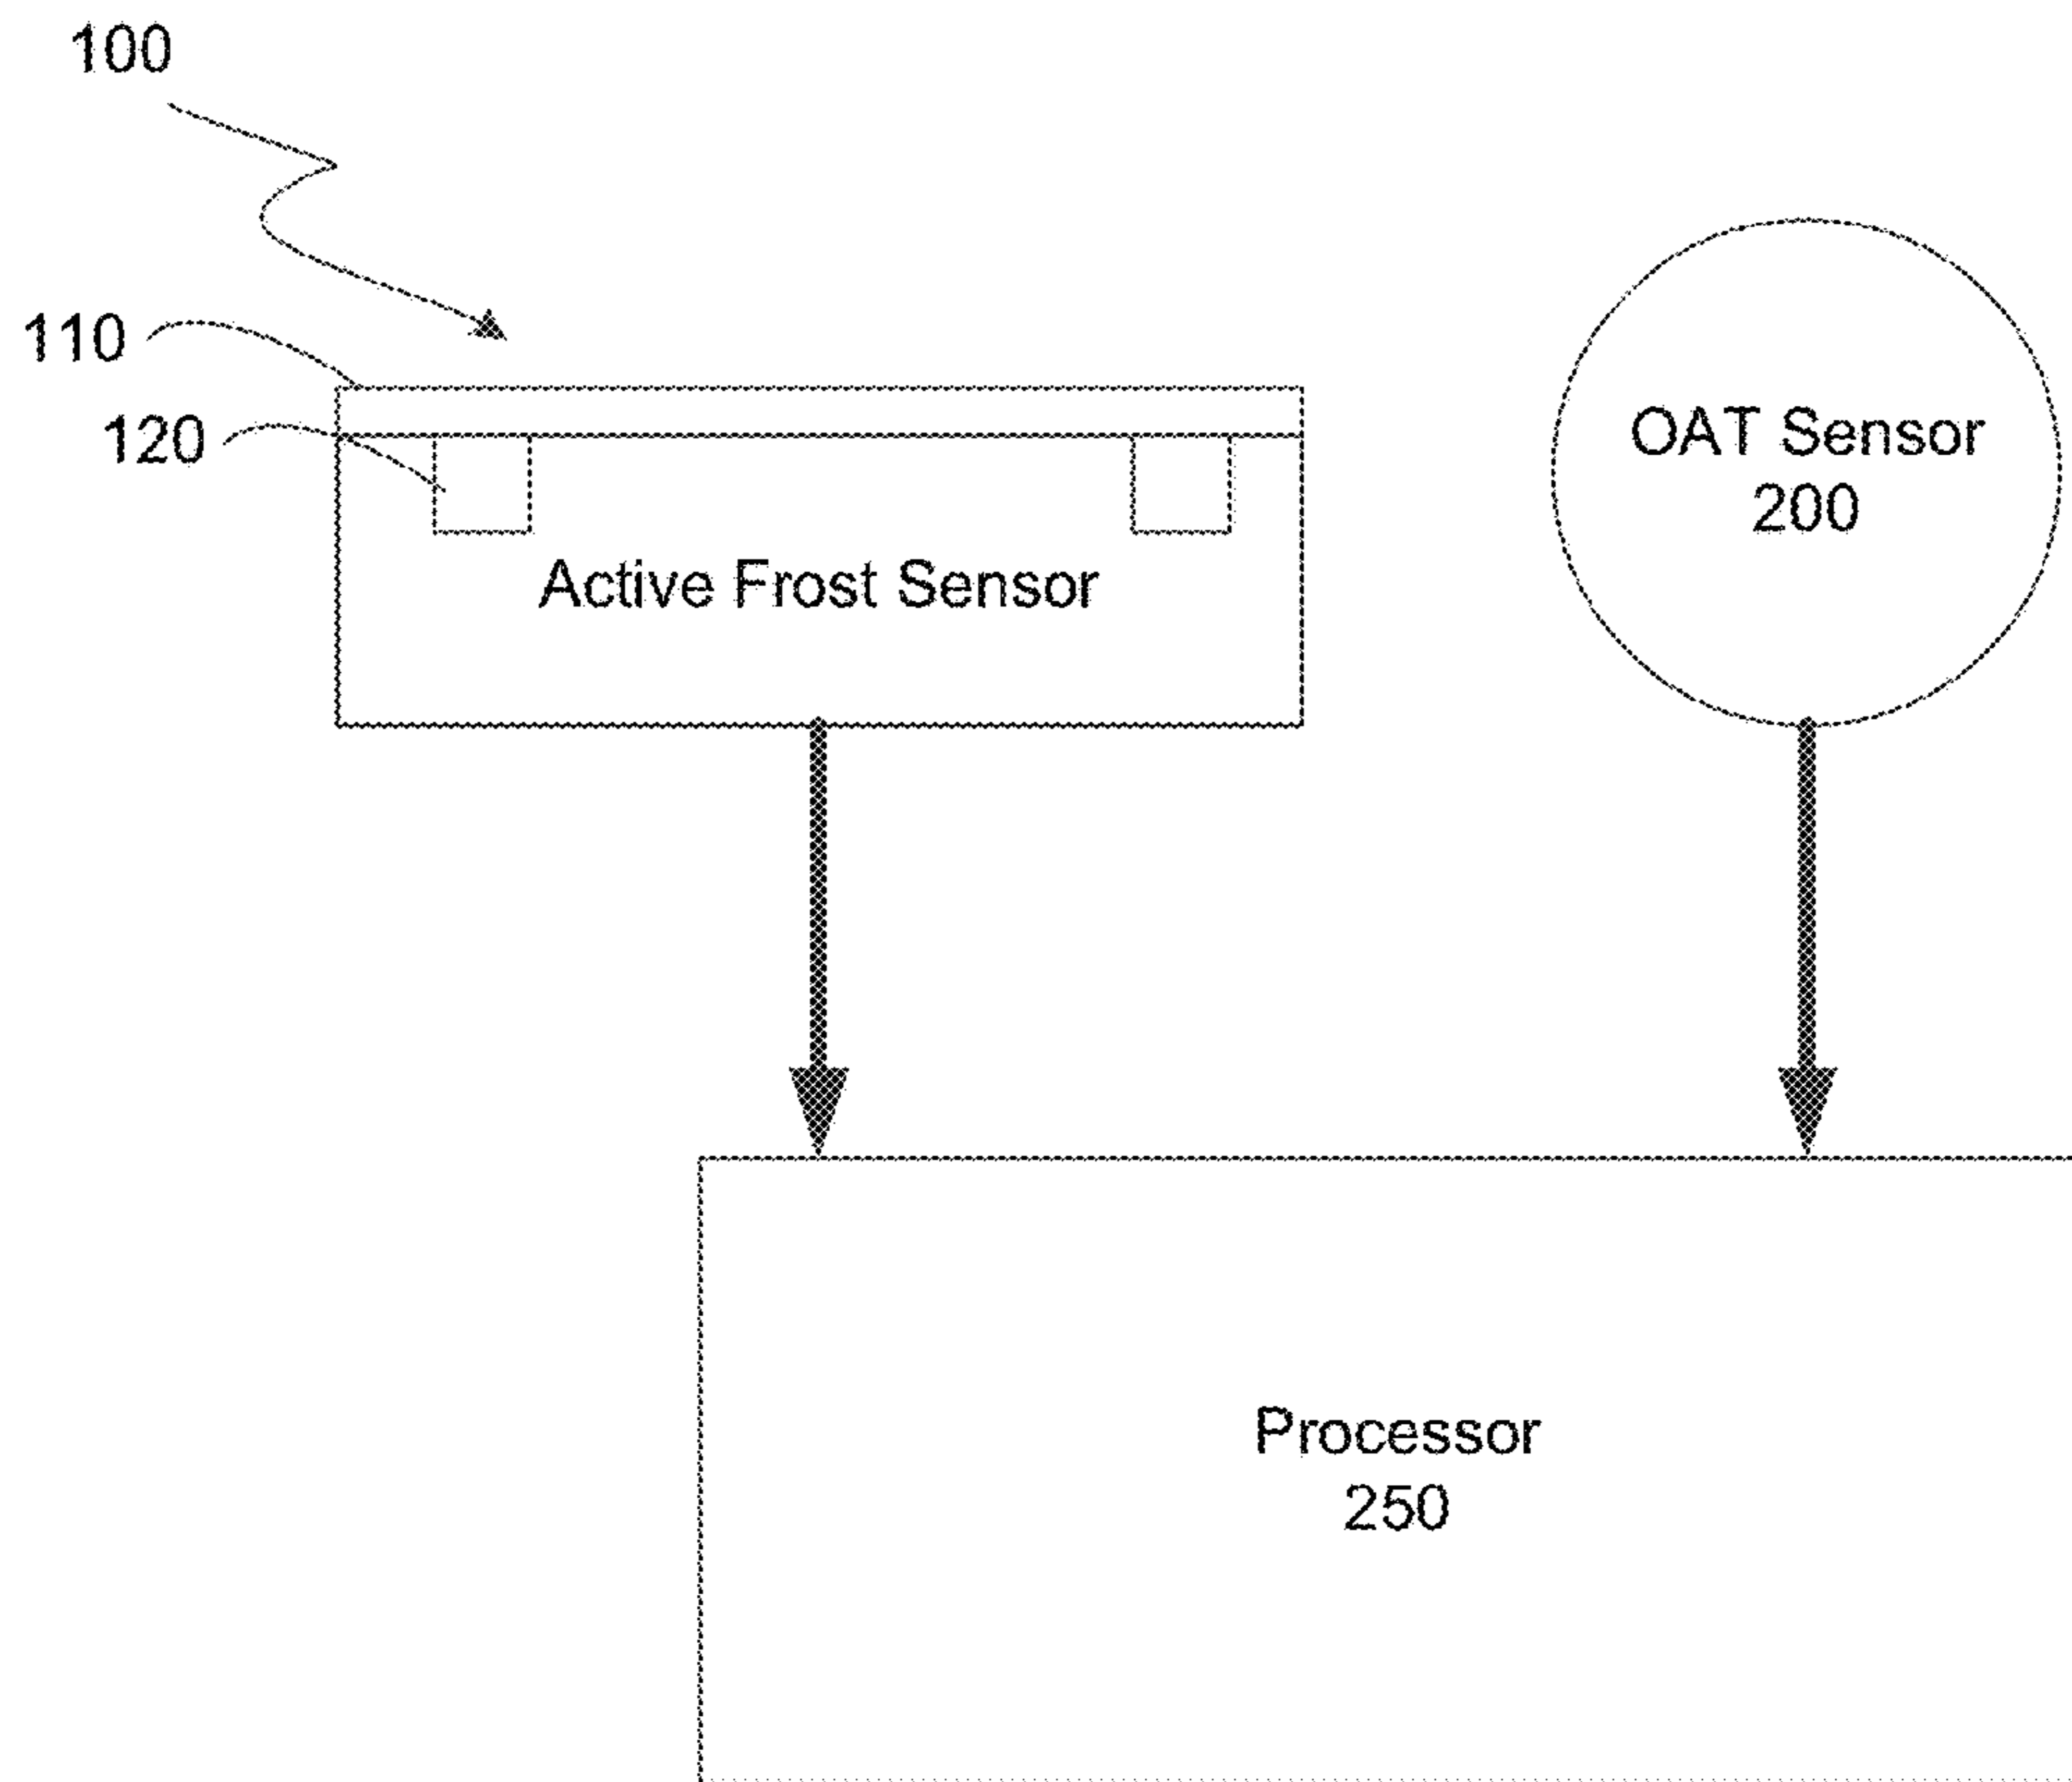 100
110
120
Active Frost Sensor
OAT Sensor
200
Processor
250